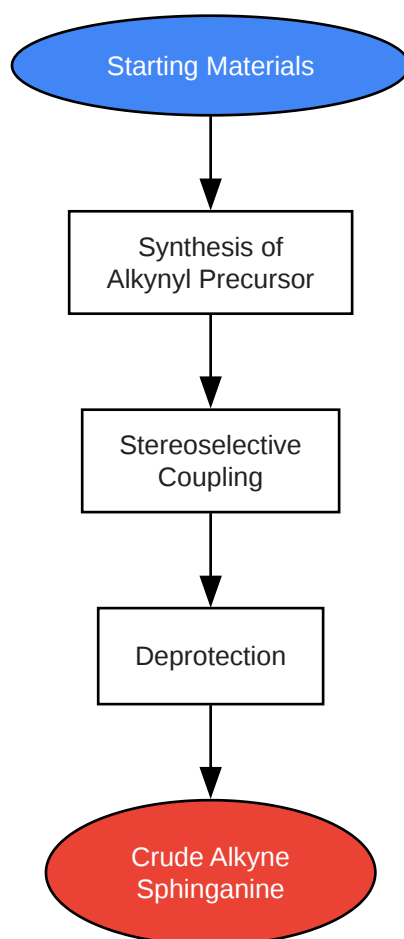 Starting Materials
Synthesis of
Alkynyl Precursor
Stereoselective
Coupling
Deprotection
Crude Alkyne
Sphinganine